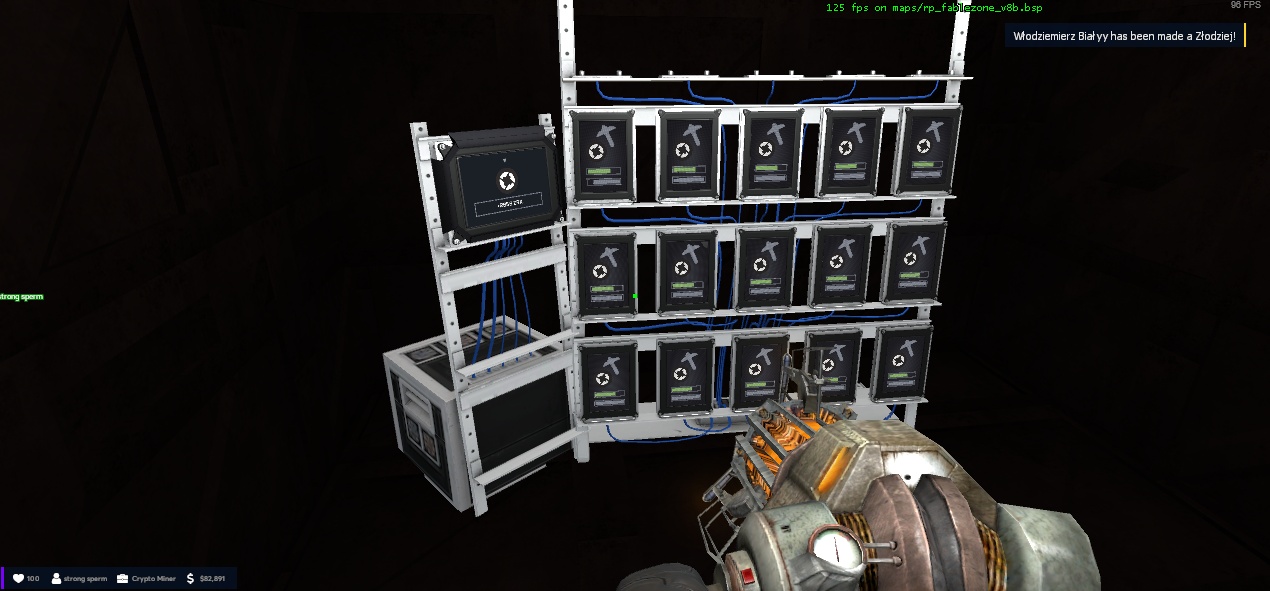 125 fps on maps/rp_fablezone_v8b.bsp
96 FPS
Włodziemierz Białyy has been made a Złodziej!
strong sperm
100 strong sperm Crypto Miner $82,891